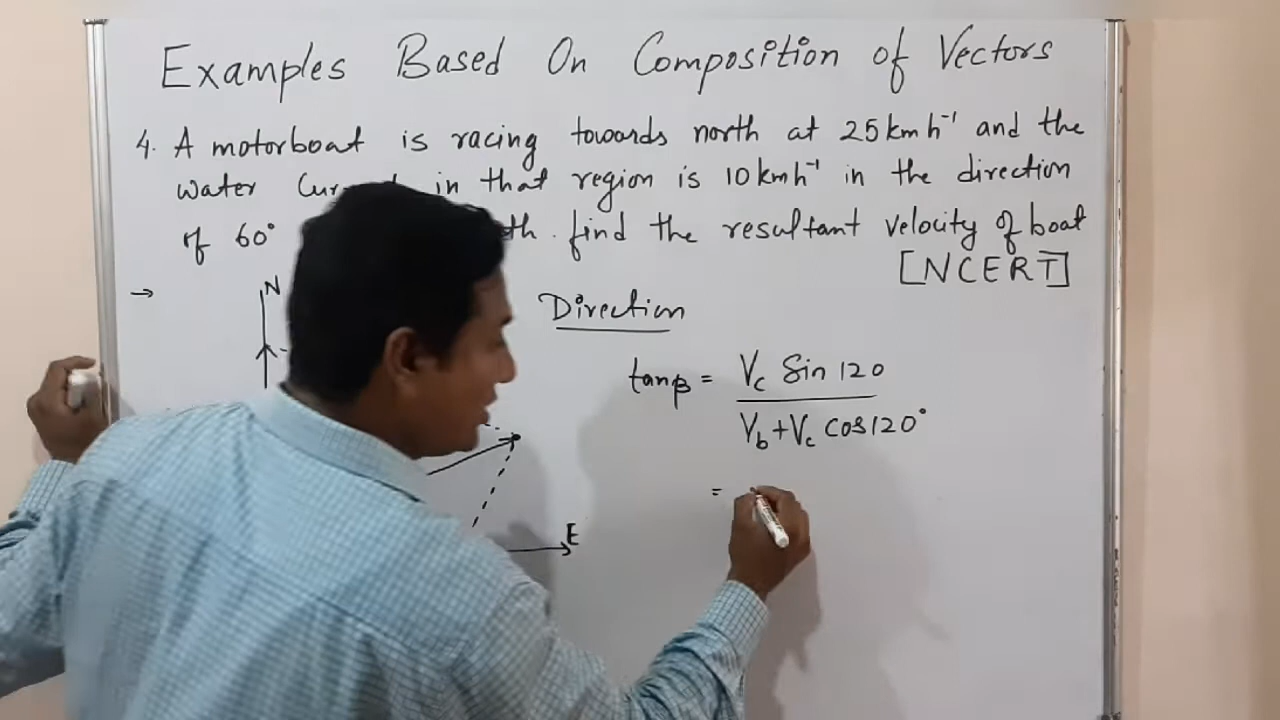 Examples Based On Composition of Vectors
4. A motorboat is racing towards north at 25 km h⁻¹ and the
water in that region is 10 km h⁻¹ in the direction
of 60° find the resultant velocity of boat
[NCERT]
→
N
Direction
tanβ = Vc Sin 120
Vb + Vc cos 120°
=
E